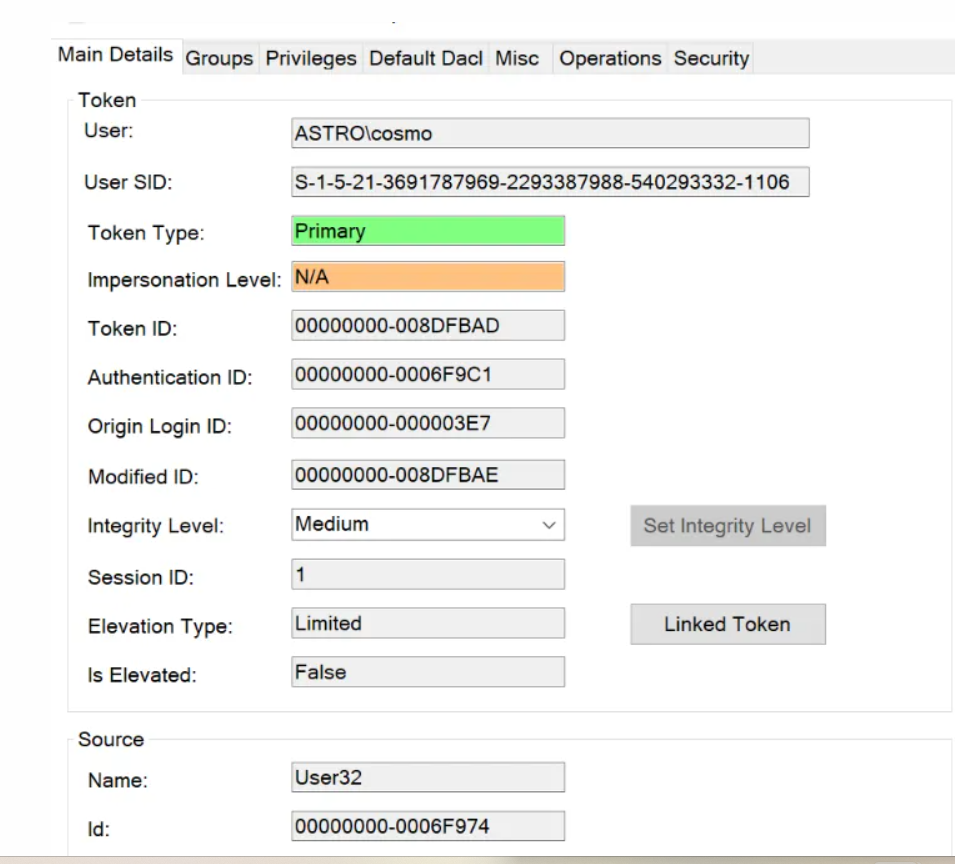 Main Details Groups Privileges Default Dacl Misc Operations Security
Token
User: ASTRO\cosmo
User SID: S-1-5-21-3691787969-2293387988-540293332-1106
Token Type: Primary
Impersonation Level: N/A
Token ID: 00000000-008DFBAD
Authentication ID: 00000000-0006F9C1
Origin Login ID: 00000000-000003E7
Modified ID: 00000000-008DFBAE
Integrity Level: Medium Set Integrity Level
Session ID: 1
Elevation Type: Limited Linked Token
Is Elevated: False
Source
Name: User32
Id: 00000000-0006F974